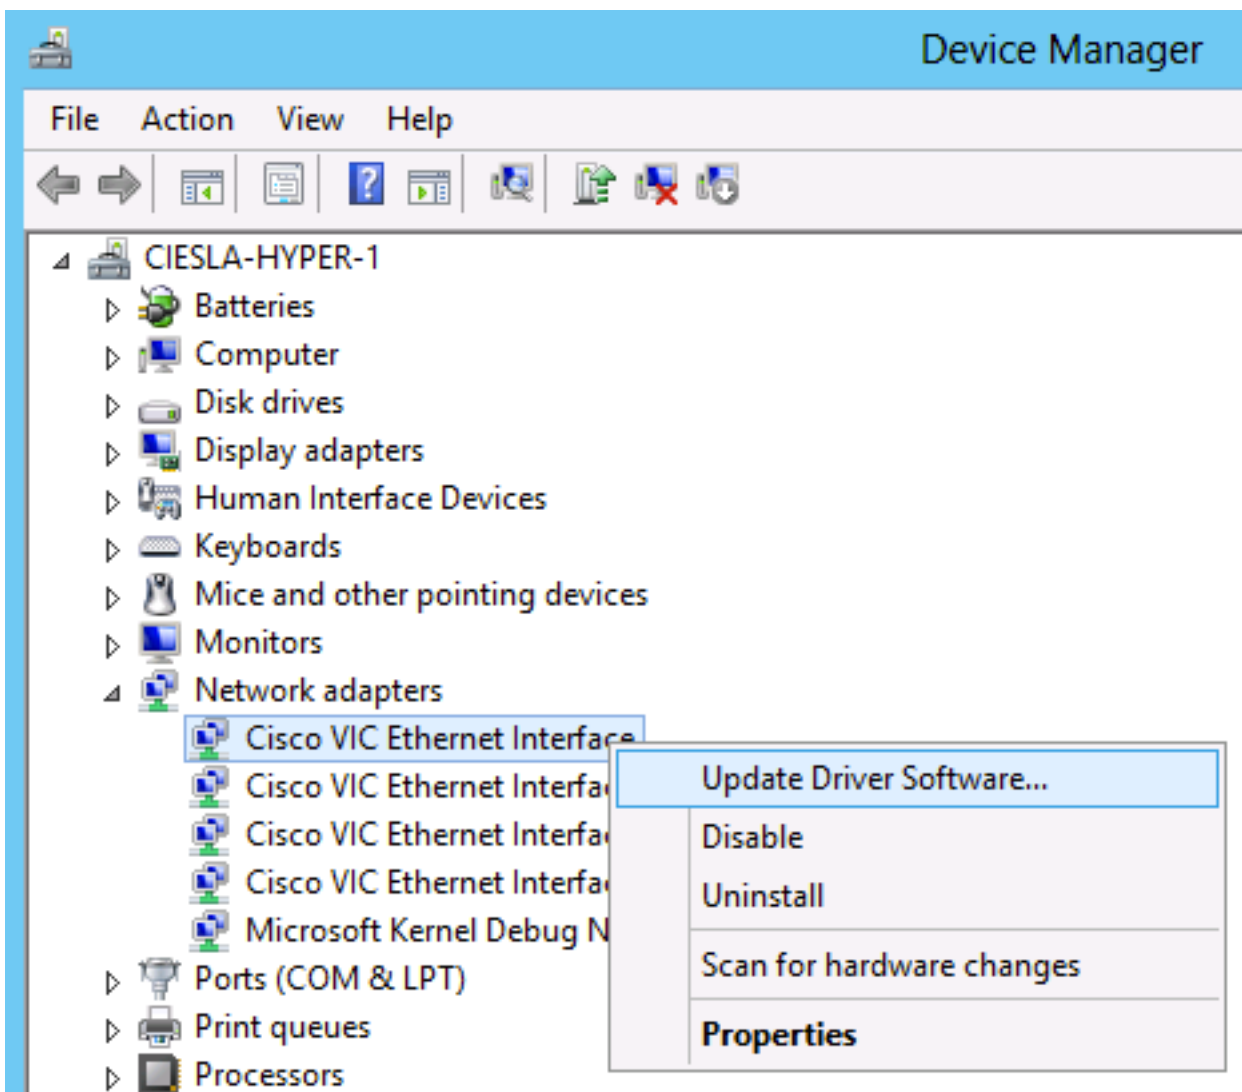 Device Manager
File Action View Help
CIESLA-HYPER-1
Batteries
Computer
Disk drives
Display adapters
Human Interface Devices
Keyboards
Mice and other pointing devices
Monitors
Network adapters
Cisco VIC Ethernet Interface
Cisco VIC Ethernet Interfa
Update Driver Software...
Cisco VIC Ethernet Interfa
Disable
Cisco VIC Ethernet Interfa
Uninstall
Microsoft Kernel Debug N
Scan for hardware changes
Ports (COM & LPT)
Print queues
Properties
Processors